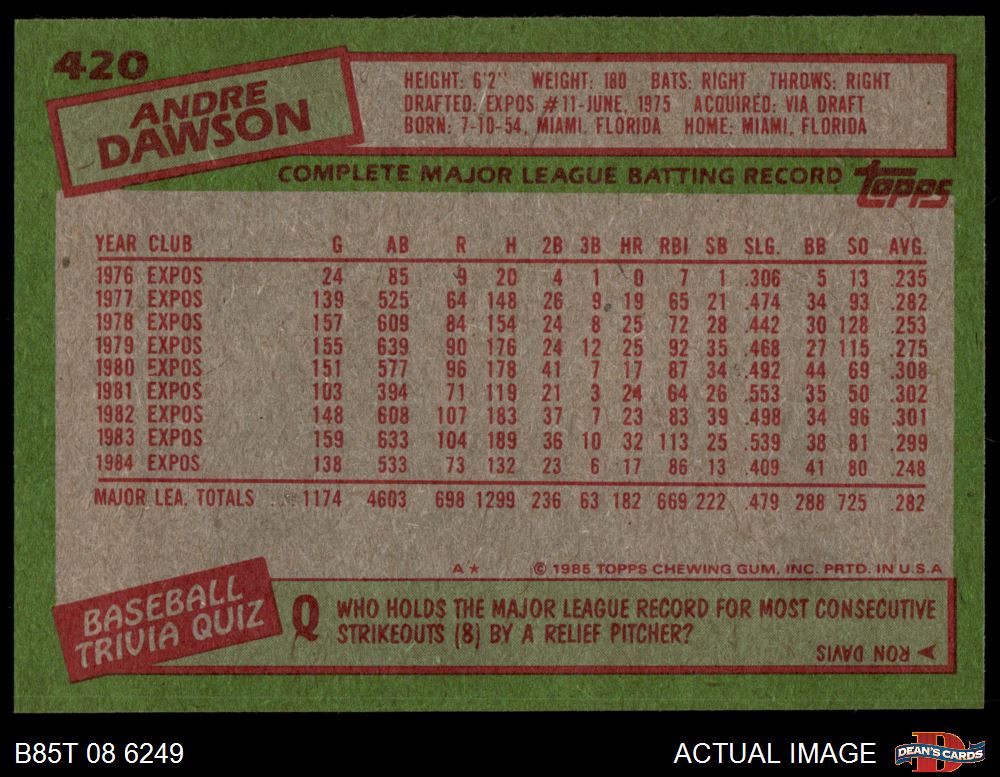 420
ANDRE
DAWSON
HEIGHT: 6'2" WEIGHT: 180 BATS: RIGHT THROWS: RIGHT
DRAFTED: EXPOS #11-JUNE, 1975 ACQUIRED: VIA DRAFT
BORN: 7-10-54, MIAMI, FLORIDA HOME: MIAMI, FLORIDA
COMPLETE MAJOR LEAGUE BATTING RECORD
topps
YEAR CLUB G AB R H 2B 3B HR RBI SB SLG. BB SO AVG.
1976 EXPOS 24 85 9 20 4 1 0 7 1 .306 5 13 .235
1977 EXPOS 139 525 64 148 26 9 19 65 21 .474 34 93 .282
1978 EXPOS 157 609 84 154 24 8 25 72 28 .442 30 128 .253
1979 EXPOS 155 639 90 176 24 12 25 92 35 .468 27 115 .275
1980 EXPOS 151 577 96 178 41 7 17 87 34 .492 44 69 .308
1981 EXPOS 103 394 71 119 21 3 24 64 26 .553 35 50 .302
1982 EXPOS 148 608 107 183 37 7 23 83 39 .498 34 96 .301
1983 EXPOS 159 633 104 189 36 10 32 113 25 .539 38 81 .299
1984 EXPOS 138 533 73 132 23 6 17 86 13 .409 41 80 .248
MAJOR LEA. TOTALS ... 1174 4603 698 1299 236 63 182 669 222 .479 288 725 .282
A* © 1985 TOPPS CHEWING GUM, INC. PRTD. IN U.S.A
BASEBALL
TRIVIA QUIZ
Q WHO HOLDS THE MAJOR LEAGUE RECORD FOR MOST CONSECUTIVE
STRIKEOUTS (8) BY A RELIEF PITCHER?
RON DAVIS
B85T 08 6249
ACTUAL IMAGE
D
DEAN'S CARDS